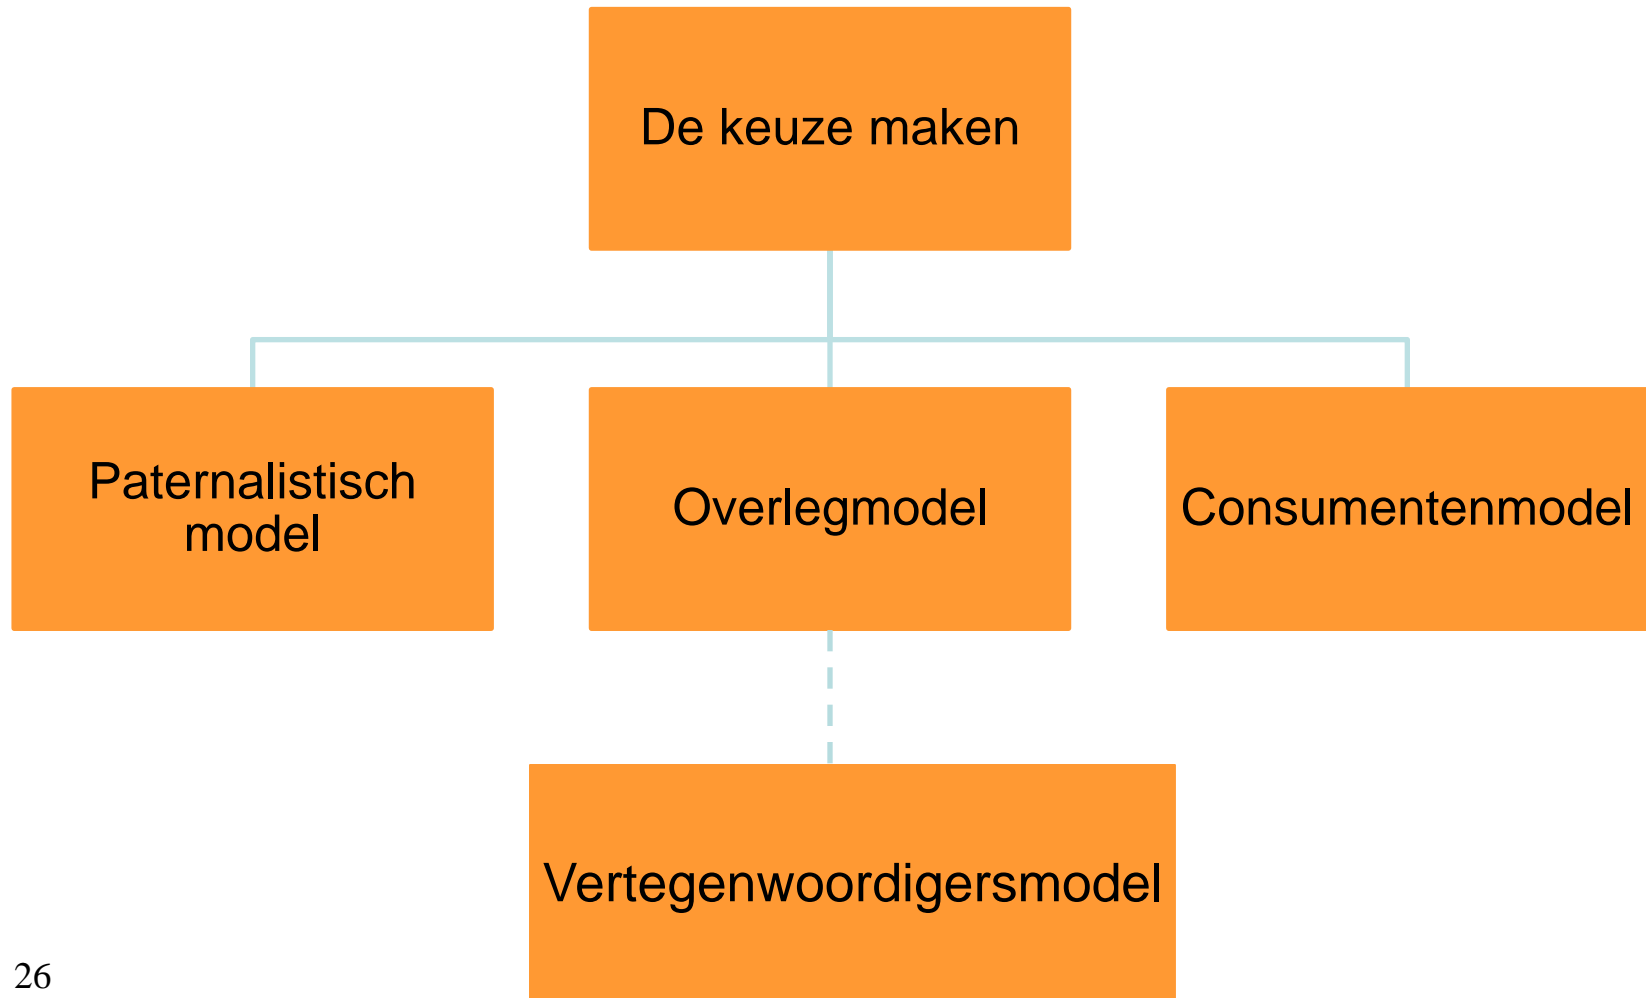 De keuze maken
Paternalistisch
model
Overlegmodel
Consumentenmodel
Vertegenwoordigersmodel
26